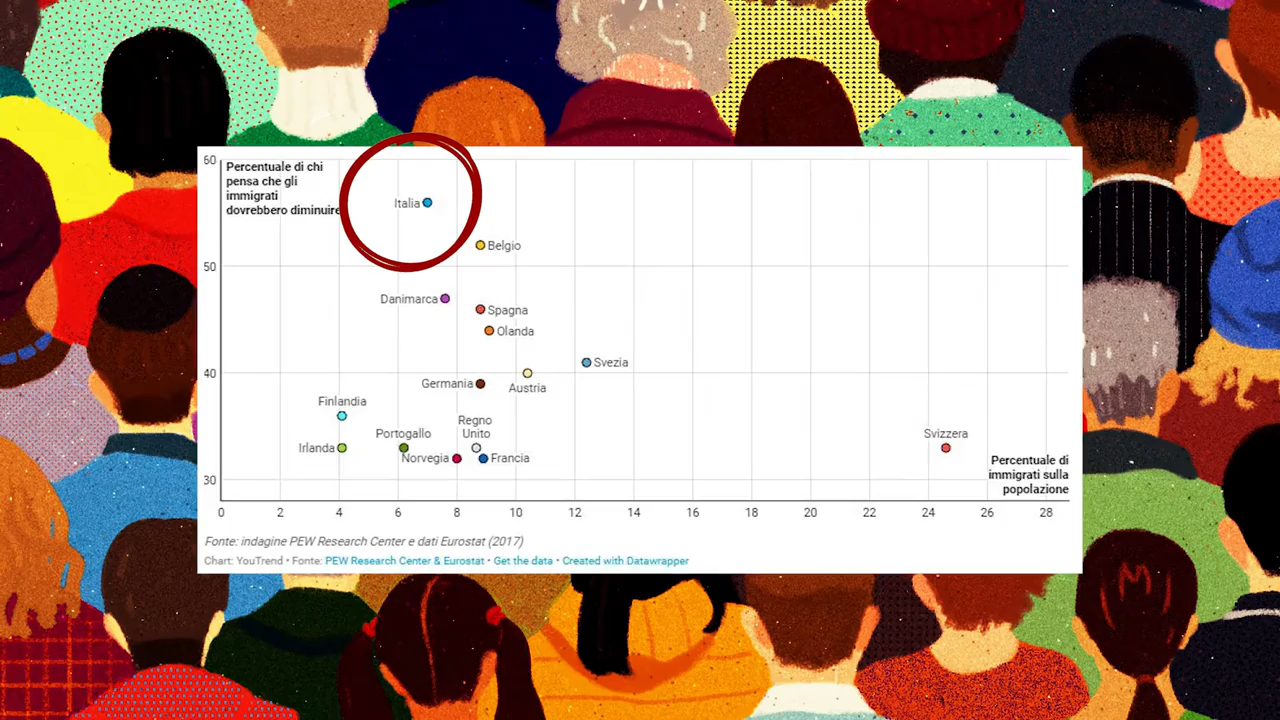 60
Percentuale di chi
pensa che gli
immigrati
dovrebbero diminuire
Italia
Belgio
50
Danimarca
Spagna
Olanda
Svezia
40
Germania
Austria
Finlandia
Regno
Unito
Portogallo
Svizzera
Irlanda
Norvegia
Francia
Percentuale di
immigrati sulla
popolazione
30
0 2 4 6 8 10 12 14 16 18 20 22 24 26 28
Fonte: indagine PEW Research Center e dati Eurostat (2017)
Chart: YouTrend • Fonte: PEW Research Center & Eurostat • Get the data • Created with Datawrapper